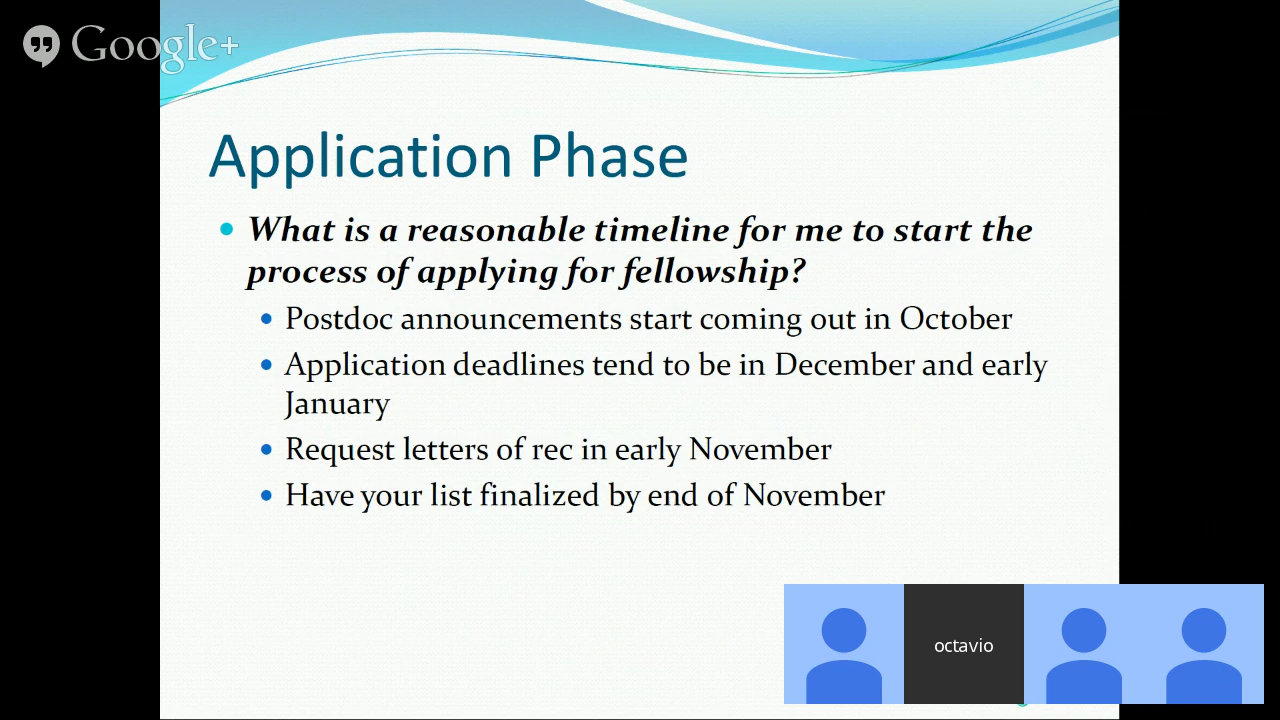 Google+
Application Phase
What is a reasonable timeline for me to start the
process of applying for fellowship?
Postdoc announcements start coming out in October
Application deadlines tend to be in December and early
January
Request letters of rec in early November
Have your list finalized by end of November
octavio